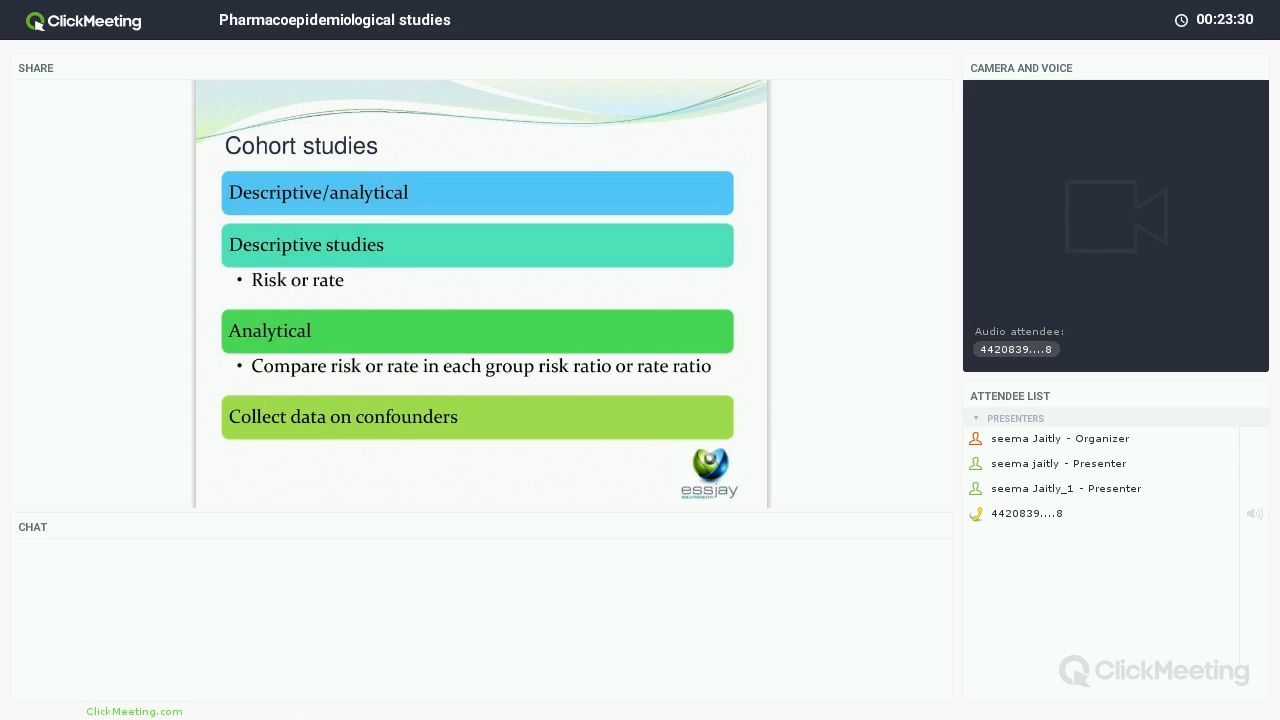 ClickMeeting
Pharmacoepidemiological studies
00:23:30
SHARE
Cohort studies
Descriptive/analytical
Descriptive studies
• Risk or rate
Analytical
• Compare risk or rate in each group risk ratio or rate ratio
Collect data on confounders
essjay
CHAT
CAMERA AND VOICE
Audio attendee:
4420839....8
ATTENDEE LIST
PRESENTERS
seema Jaitly - Organizer
seema jaitly - Presenter
seema Jaitly_1 - Presenter
4420839....8
ClickMeeting
ClickMeeting.com